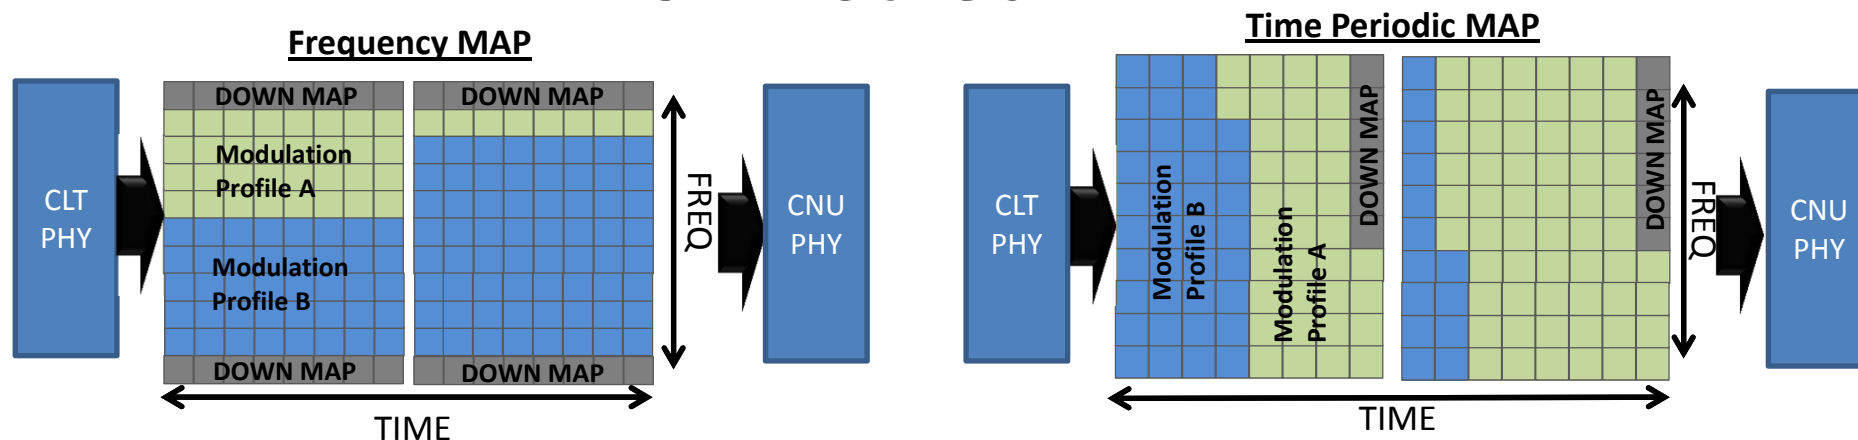 Frequency MAP
CLT
PHY
DOWN MAP
DOWN MAP
Modulation
Profile A
Modulation
Profile B
DOWN MAP
DOWN MAP
FREQ
TIME
CNU
PHY
Time Periodic MAP
CLT
PHY
Modulation
Profile B
Modulation
Profile A
DOWN MAP
DOWN MAP
FREQ
TIME
CNU
PHY